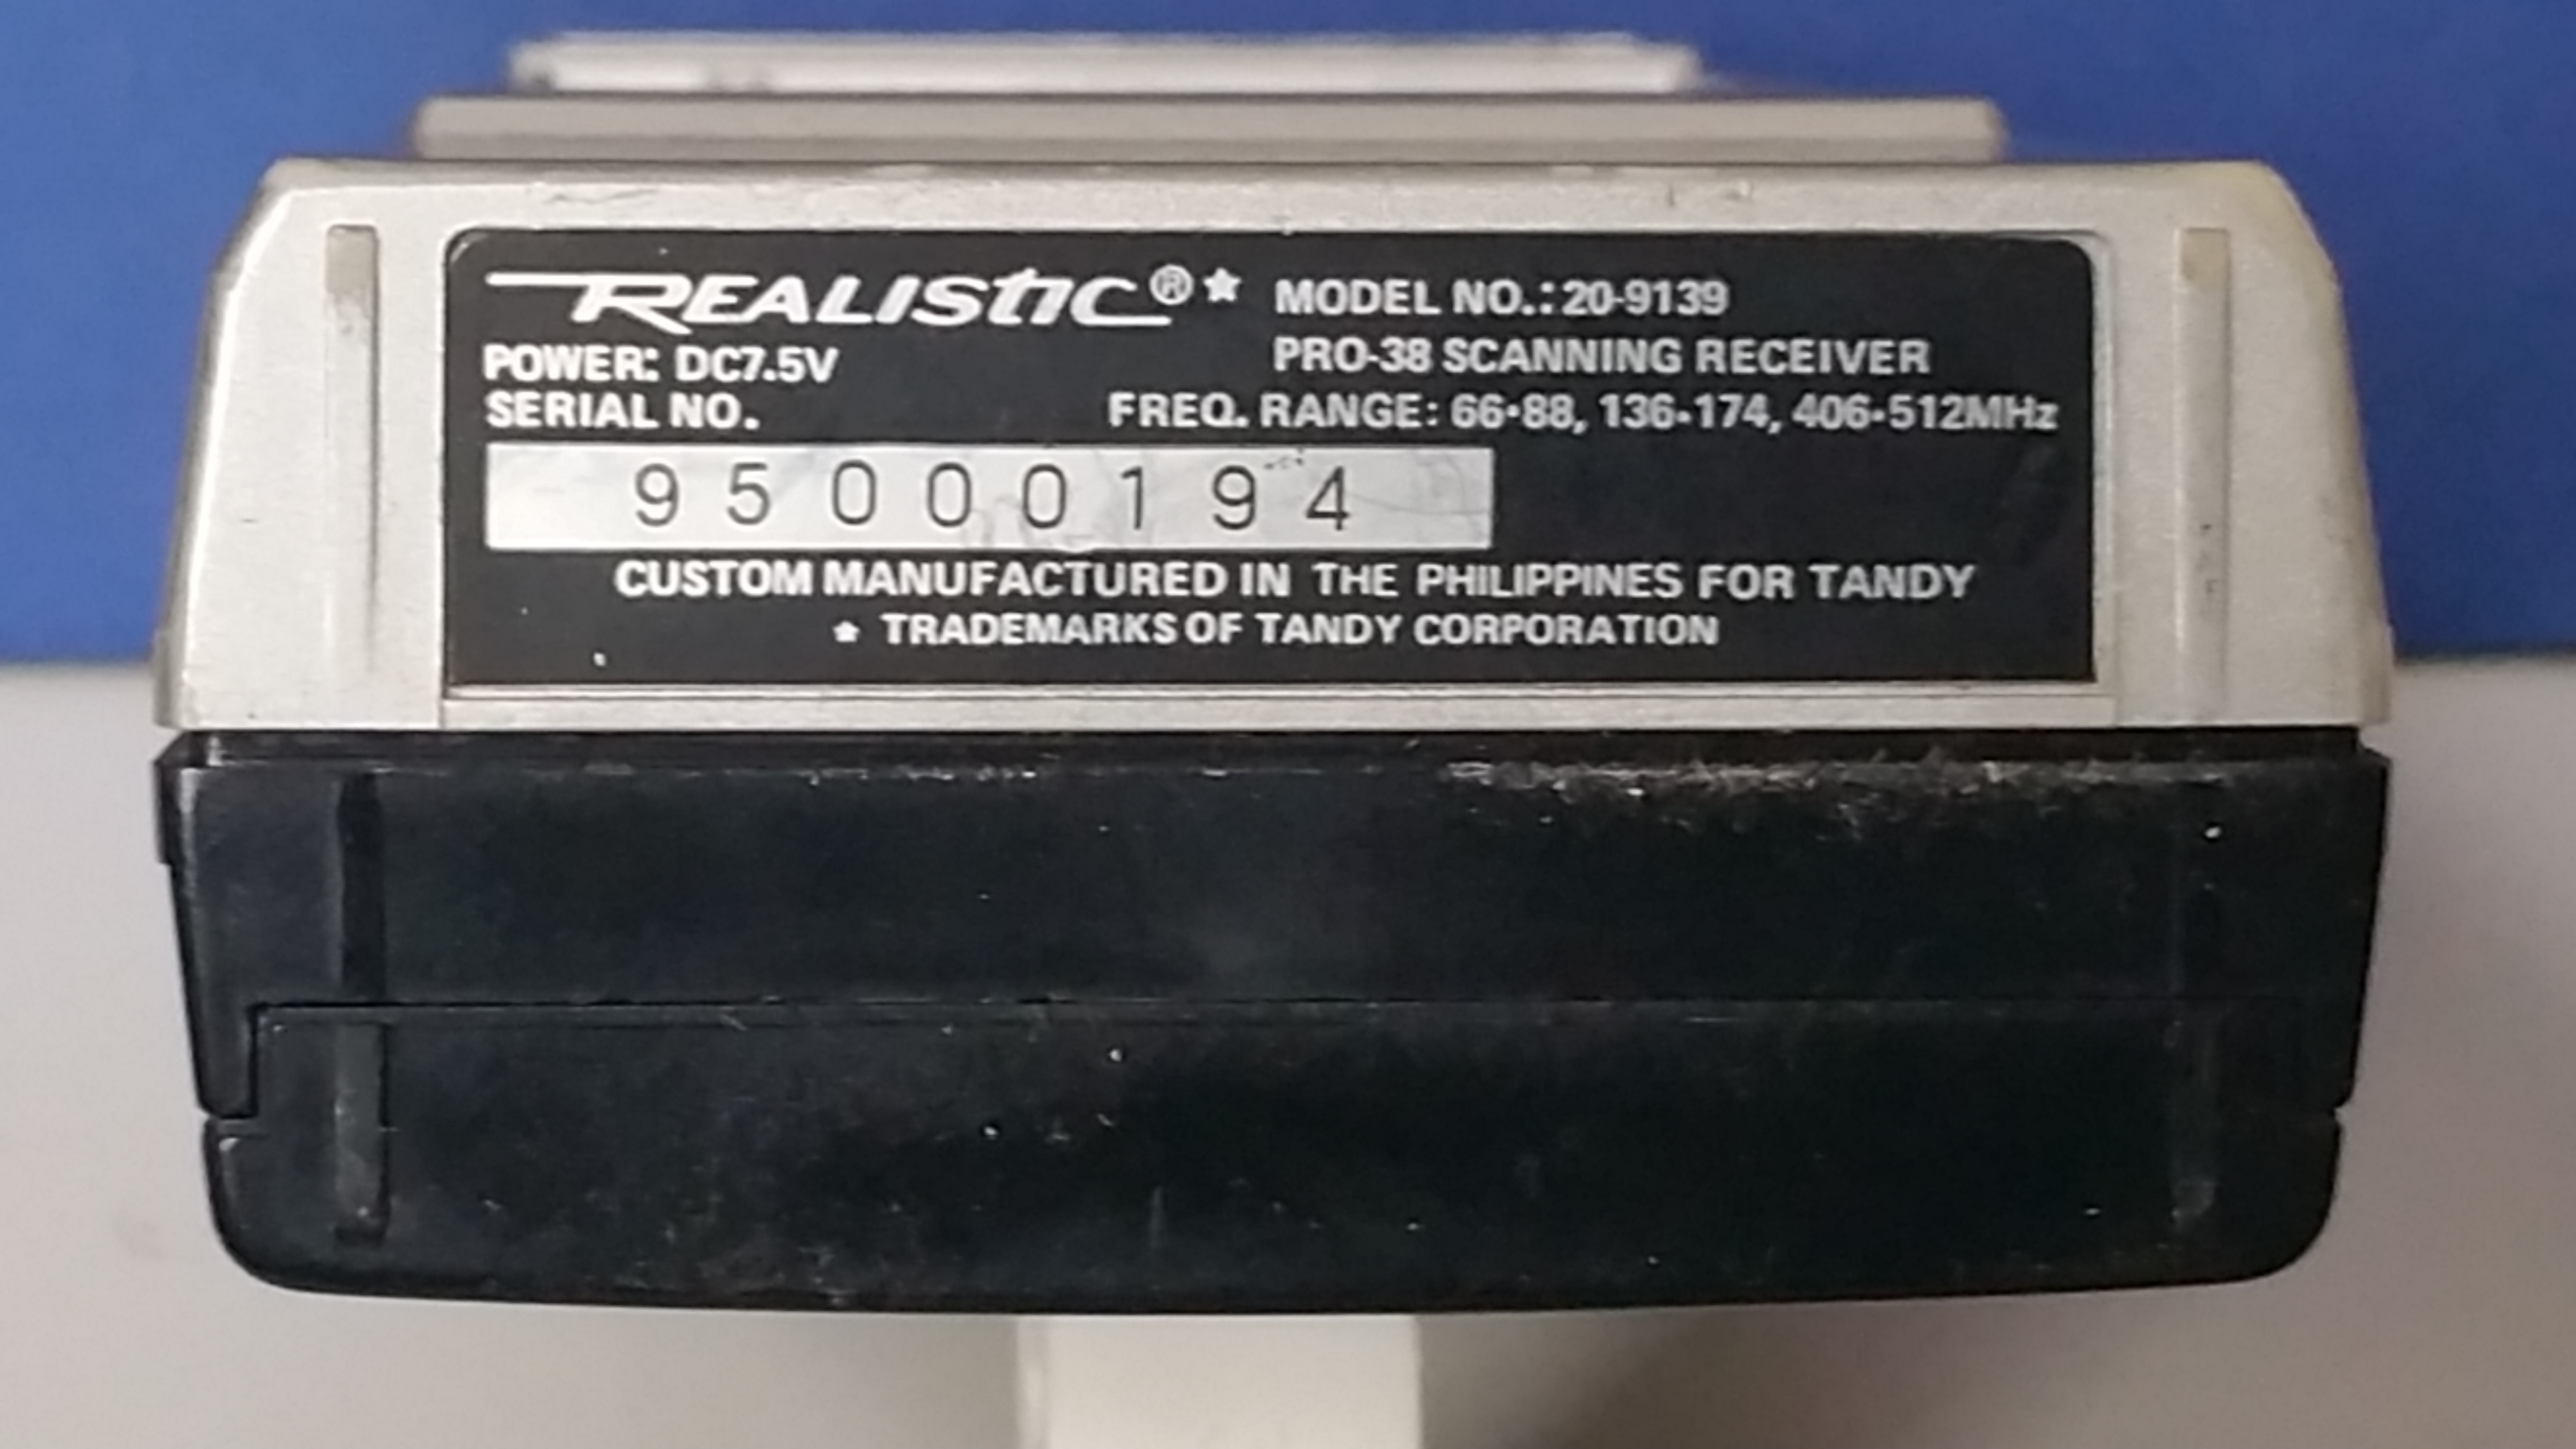 REALISTIC®★ MODEL NO.: 20-9139
POWER: DC7.5V PRO-38 SCANNING RECEIVER
SERIAL NO. FREQ. RANGE: 66-88, 136-174, 406-512MHz
95000194
CUSTOM MANUFACTURED IN THE PHILIPPINES FOR TANDY
★ TRADEMARKS OF TANDY CORPORATION